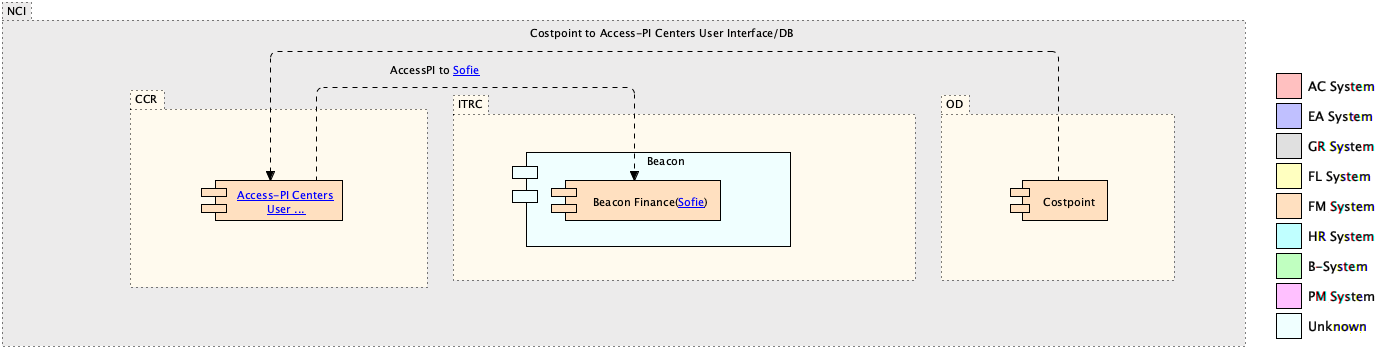 NCI
Costpoint to Access-PI Centers User Interface/DB
AccessPI to Sofie
CCR
ITRC
OD
Beacon
Access-PI Centers
User ...
Beacon Finance(Sofie)
Costpoint
AC System
EA System
GR System
FL System
FM System
HR System
B-System
PM System
Unknown